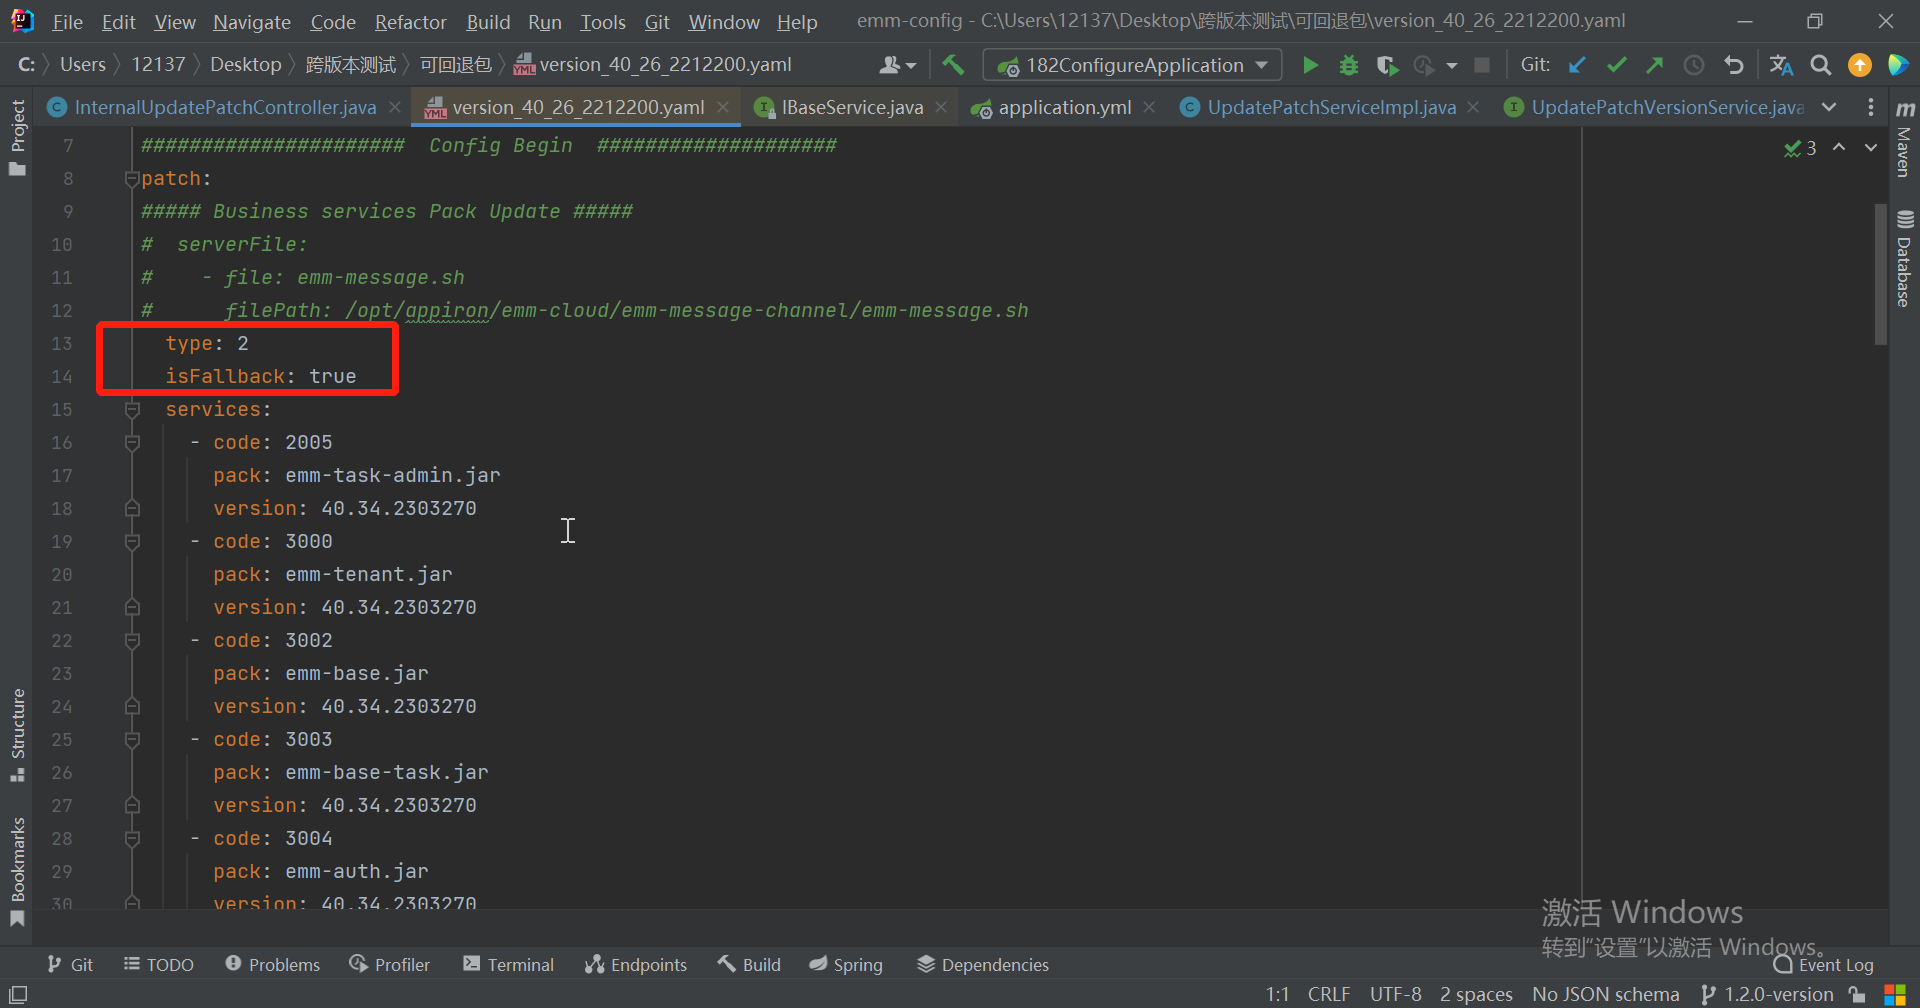 File Edit View Navigate Code Refactor Build Run Tools Git Window Help emm-config - C:\Users\12137\Desktop\跨版本测试\可回退包\version_40_26_2212200.yaml
C: Users 12137 Desktop 跨版本测试 可回退包 version_40_26_2212200.yaml 182ConfigureApplication Git:
InternalUpdatePatchController.java version_40_26_2212200.yaml IBaseService.java application.yml UpdatePatchServiceImpl.java UpdatePatchVersionService.java
Project
Structure
Bookmarks
Maven
Database
3
7 ###################### Config Begin ####################
8 patch:
9 ##### Business services Pack Update #####
10 # serverFile:
11 # - file: emm-message.sh
12 # filePath: /opt/appiron/emm-cloud/emm-message-channel/emm-message.sh
13 type: 2
14 isFallback: true
15 services:
16 - code: 2005
17 pack: emm-task-admin.jar
18 version: 40.34.2303270
19 - code: 3000
20 pack: emm-tenant.jar
21 version: 40.34.2303270
22 - code: 3002
23 pack: emm-base.jar
24 version: 40.34.2303270
25 - code: 3003
26 pack: emm-base-task.jar
27 version: 40.34.2303270
28 - code: 3004
29 pack: emm-auth.jar
30 version: 40.34.2303270
激活 Windows
转到“设置”以激活 Windows。
Git TODO Problems Profiler Terminal Endpoints Build Spring Dependencies Event Log
1:1 CRLF UTF-8 2 spaces No JSON schema 1.2.0-version